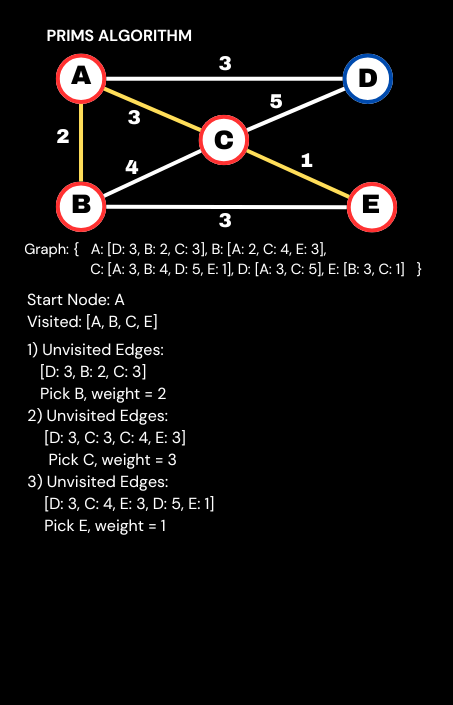 PRIMS ALGORITHM
A
3
D
5
3
2
C
4
1
B
3
E
Graph: { A: [D: 3, B: 2, C: 3], B: [A: 2, C: 4, E: 3],
C: [A: 3, B: 4, D: 5, E: 1], D: [A: 3, C: 5], E: [B: 3, C: 1] }
Start Node: A
Visited: [A, B, C, E]
1) Unvisited Edges:
[D: 3, B: 2, C: 3]
Pick B, weight = 2
2) Unvisited Edges:
[D: 3, C: 3, C: 4, E: 3]
Pick C, weight = 3
3) Unvisited Edges:
[D: 3, C: 4, E: 3, D: 5, E: 1]
Pick E, weight = 1